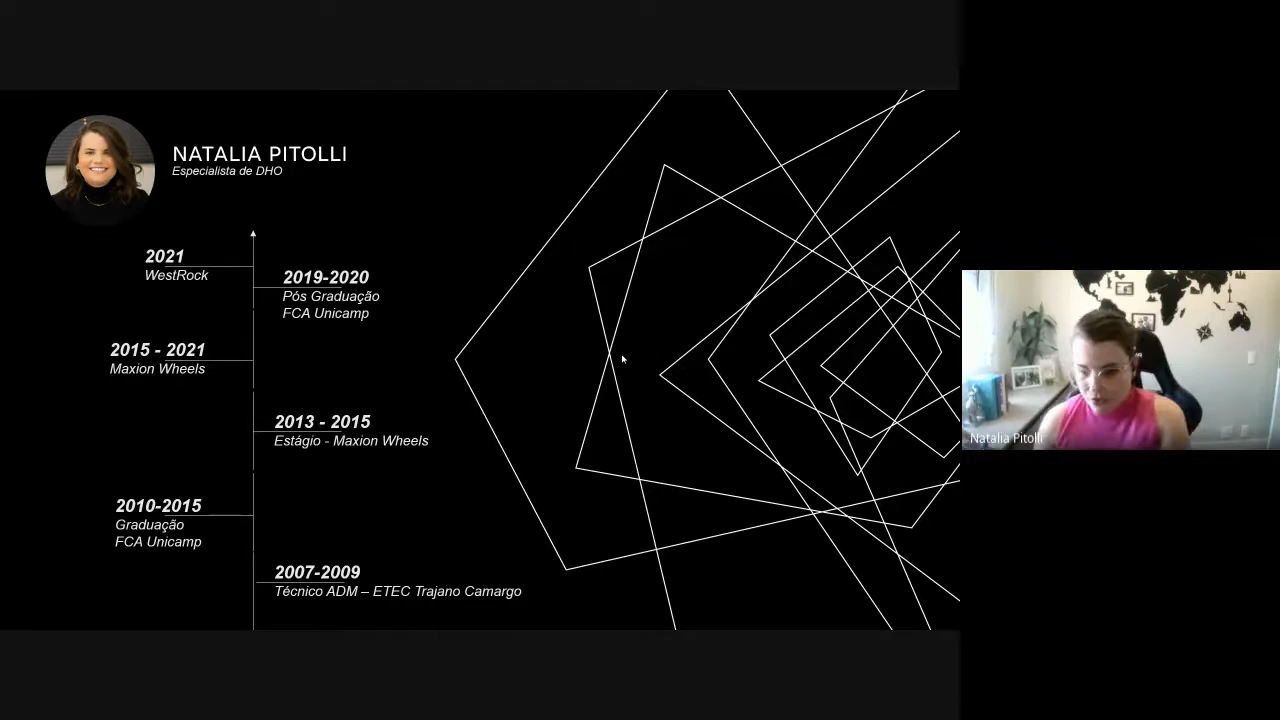 NATALIA PITOLLI
Especialista de DHO
2021
WestRock
2019-2020
Pós Graduação
FCA Unicamp
2015 - 2021
Maxion Wheels
2013 - 2015
Estágio - Maxion Wheels
2010-2015
Graduação
FCA Unicamp
2007-2009
Técnico ADM – ETEC Trajano Camargo
Natalia Pitolli